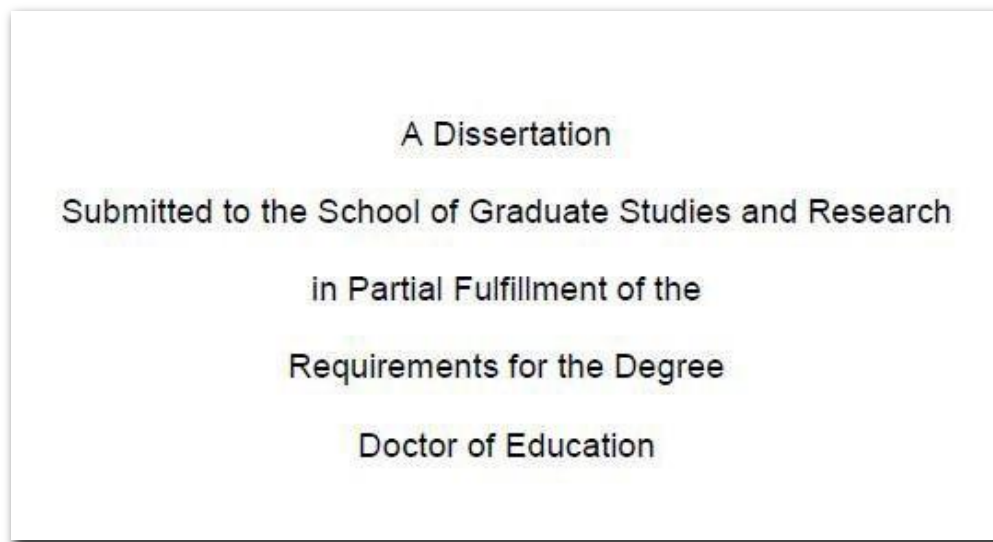 A Dissertation
Submitted to the School of Graduate Studies and Research
in Partial Fulfillment of the
Requirements for the Degree
Doctor of Education